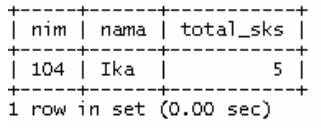 +-----+------+-----------+
| nim | nama | total_sks |
+-----+------+-----------+
| 104 | Ika  |         5 |
+-----+------+-----------+
1 row in set (0.00 sec)